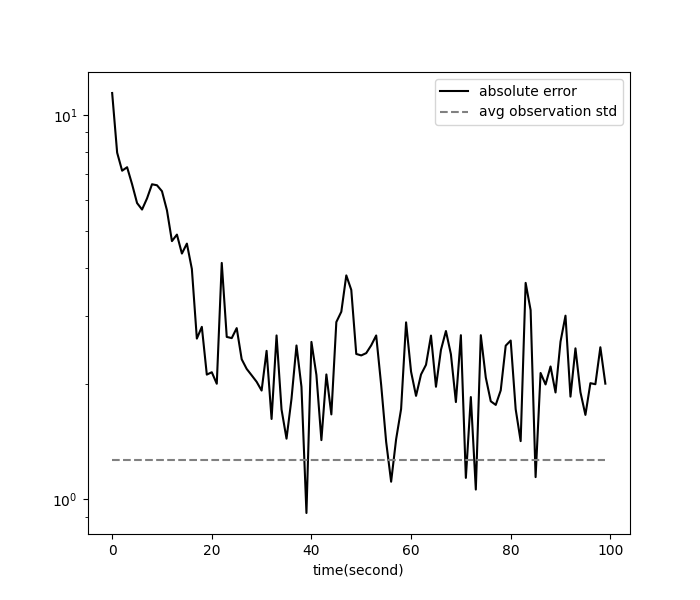 absolute error
avg observation std
10¹
10⁰
0 20 40 60 80 100
time(second)